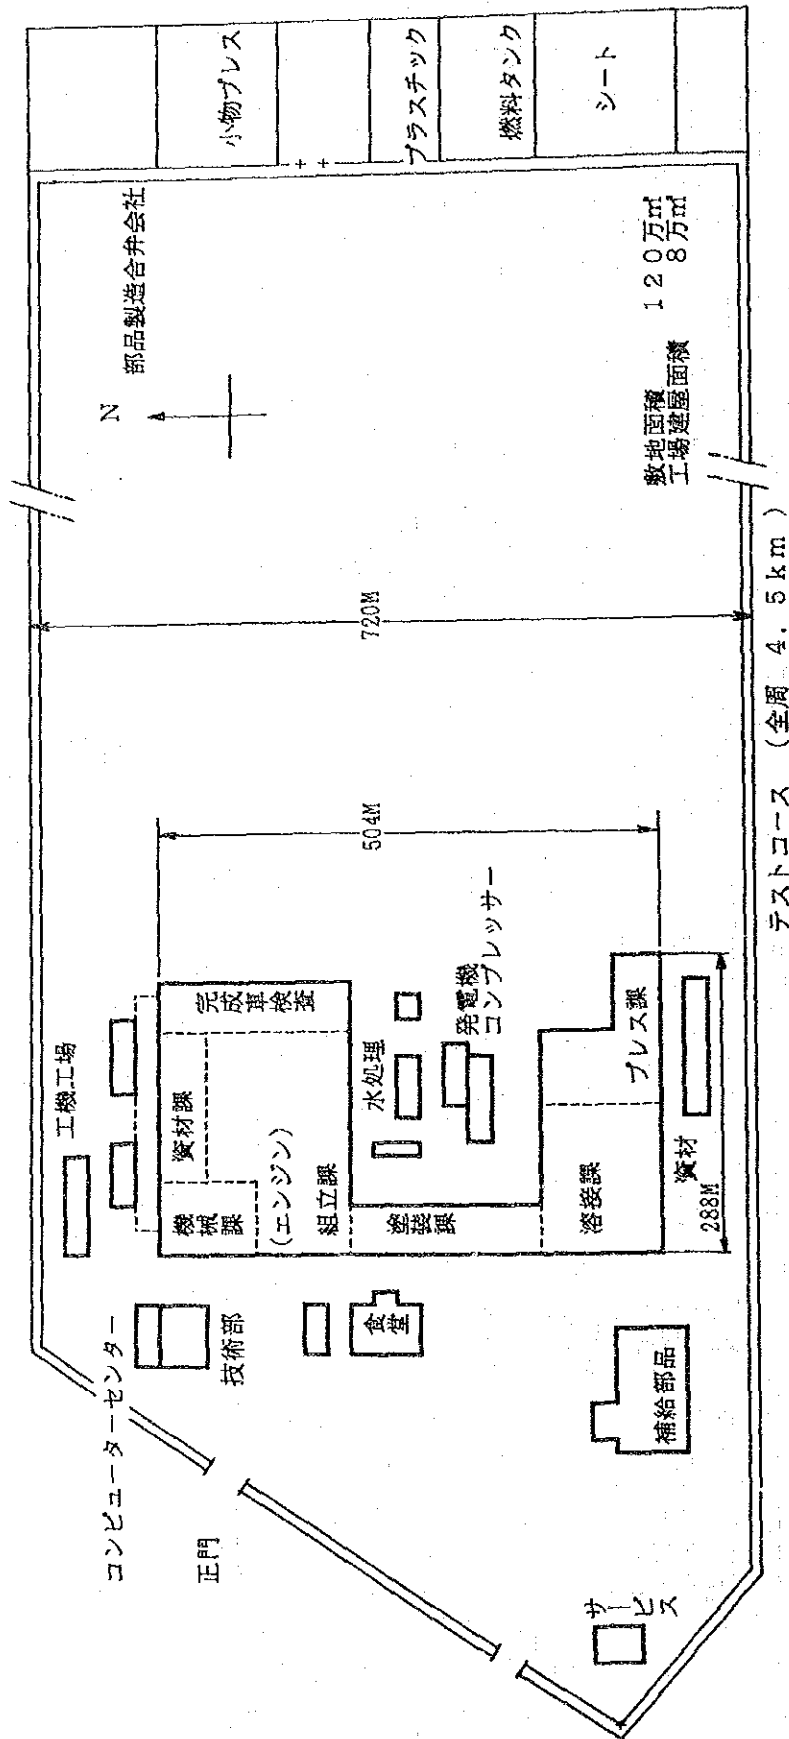 コンピューターセンター
正門
技術部
食堂
補給部品
サービス
工機工場
機械課
資材課
(エンジン)
組立課
完成車検査
塗装課
水処理
発電機
コンプレッサー
溶接課
プレス課
資材
288M
504M
720M
N
部品製造合弁会社
敷地面積 120万㎡
工場建屋面積 8万㎡
小物プレス
プラスチック
燃料タンク
シート
テストコース (全周 4.5km)